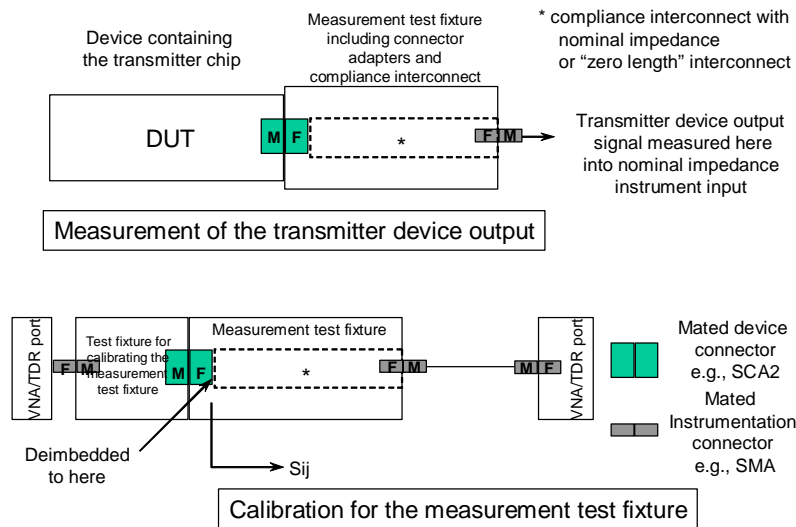 Device containing
the transmitter chip
Measurement test fixture
including connector
adapters and
compliance interconnect
* compliance interconnect with
nominal impedance
or “zero length” interconnect
DUT
M F
*
F M
Transmitter device output
signal measured here
into nominal impedance
instrument input
Measurement of the transmitter device output
VNA/TDR port
F M
Test fixture for
calibrating the
measurement
test fixture
M F
Measurement test fixture
*
F M
M F
VNA/TDR port
Mated device
connector
e.g., SCA2
Mated
Instrumentation
connector
e.g., SMA
Deimbedded
to here
Sij
Calibration for the measurement test fixture